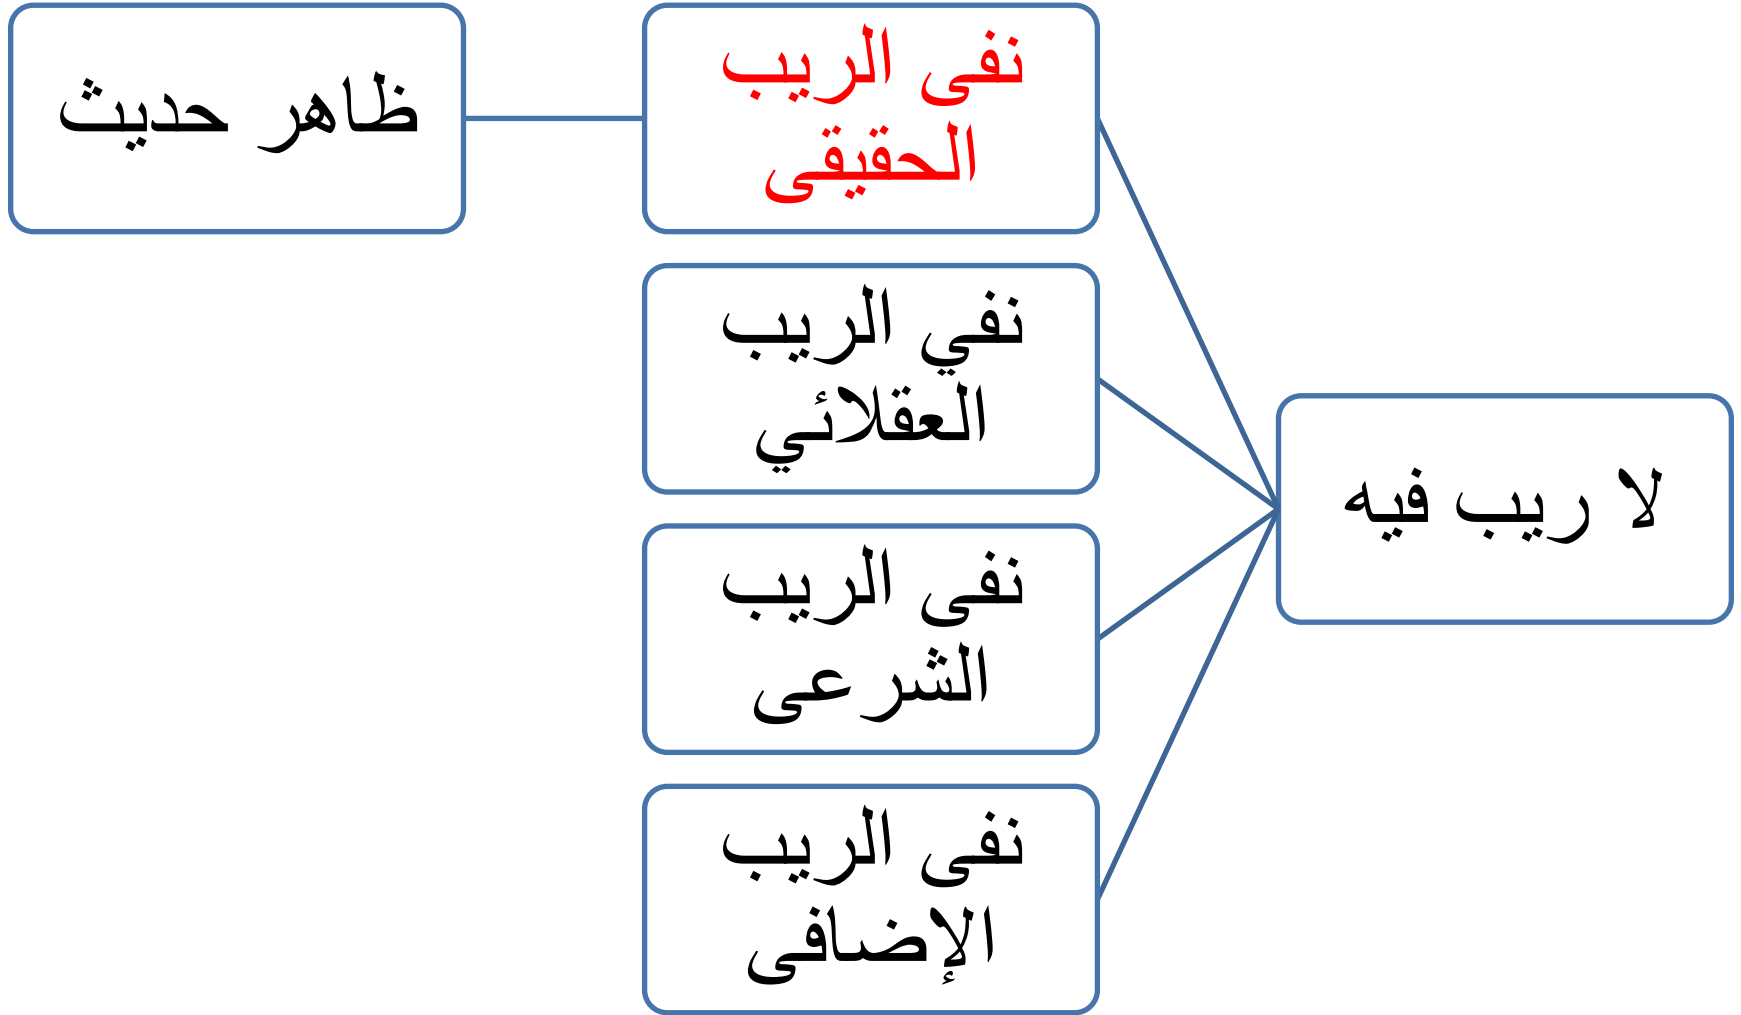 لا ريب فيه
نفى الريب
الحقيقى
ظاهر حديث
نفي الريب
العقلائي
نفى الريب
الشرعى
نفى الريب
الإضافى